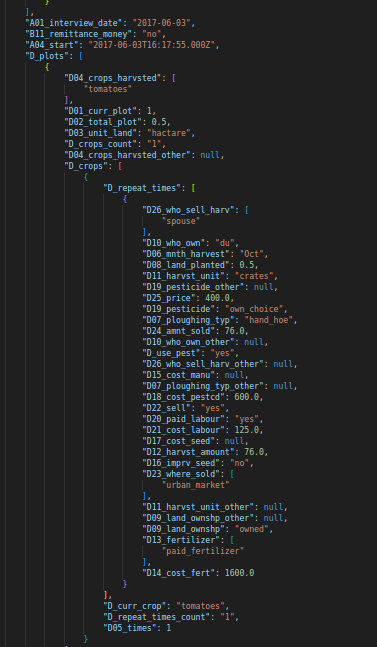 }
],
"A01_interview_date": "2017-06-03",
"B11_remittance_money": "no",
"A04_start": "2017-06-03T16:17:55.000Z",
"D_plots": [
{
"D04_crops_harvsted": [
"tomatoes"
],
"D01_curr_plot": 1,
"D02_total_plot": 0.5,
"D03_unit_land": "hactare",
"D_crops_count": "1",
"D04_crops_harvsted_other": null,
"D_crops": [
{
"D_repeat_times": [
{
"D26_who_sell_harv": [
"spouse"
],
"D10_who_own": "du",
"D06_mnth_harvest": "Oct",
"D08_land_planted": 0.5,
"D11_harvst_unit": "crates",
"D19_pesticide_other": null,
"D25_price": 400.0,
"D19_pesticide": "own_choice",
"D07_ploughing_typ": "hand_hoe",
"D24_amnt_sold": 76.0,
"D10_who_own_other": null,
"D_use_pest": "yes",
"D26_who_sell_harv_other": null,
"D15_cost_manu": null,
"D07_ploughing_typ_other": null,
"D18_cost_pestcd": 600.0,
"D22_sell": "yes",
"D20_paid_labour": "yes",
"D21_cost_labour": 125.0,
"D17_cost_seed": null,
"D12_harvst_amount": 76.0,
"D16_imprv_seed": "no",
"D23_where_sold": [
"urban_market"
],
"D11_harvst_unit_other": null,
"D09_land_ownshp_other": null,
"D09_land_ownshp": "owned",
"D13_fertilizer": [
"paid_fertilizer"
],
"D14_cost_fert": 1600.0
}
],
"D_curr_crop": "tomatoes",
"D_repeat_times_count": "1",
"D05_times": 1
}